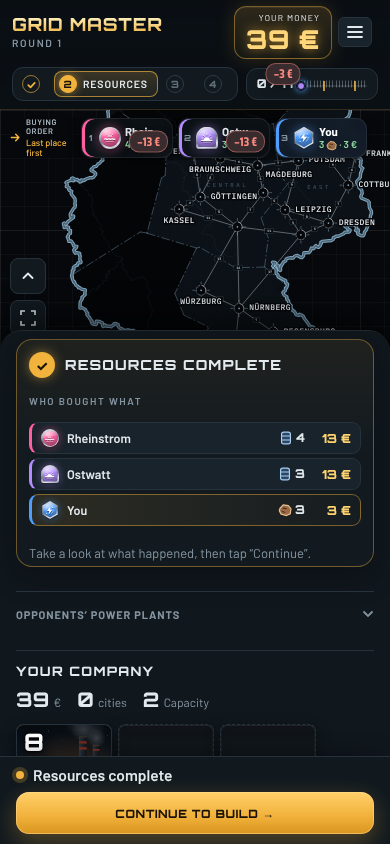 GRID MASTER
ROUND 1
YOUR MONEY
39 €
2 RESOURCES 3 4
-3 €
BUYING ORDER
Last place first
1
-13 €
2
-13 €
3 You
3 · 3 €
POTSDAM
BRAUNSCHWEIG
MAGDEBURG
CENTRAL
EAST
GÖTTINGEN
LEIPZIG
KASSEL
DRESDEN
WÜRZBURG
NÜRNBERG
RESOURCES COMPLETE
WHO BOUGHT WHAT
Rheinstrom 4 13 €
Ostwatt 3 13 €
You 3 3 €
Take a look at what happened, then tap “Continue”.
OPPONENTS’ POWER PLANTS
YOUR COMPANY
39 € 0 cities 2 Capacity
8
Resources complete
CONTINUE TO BUILD →